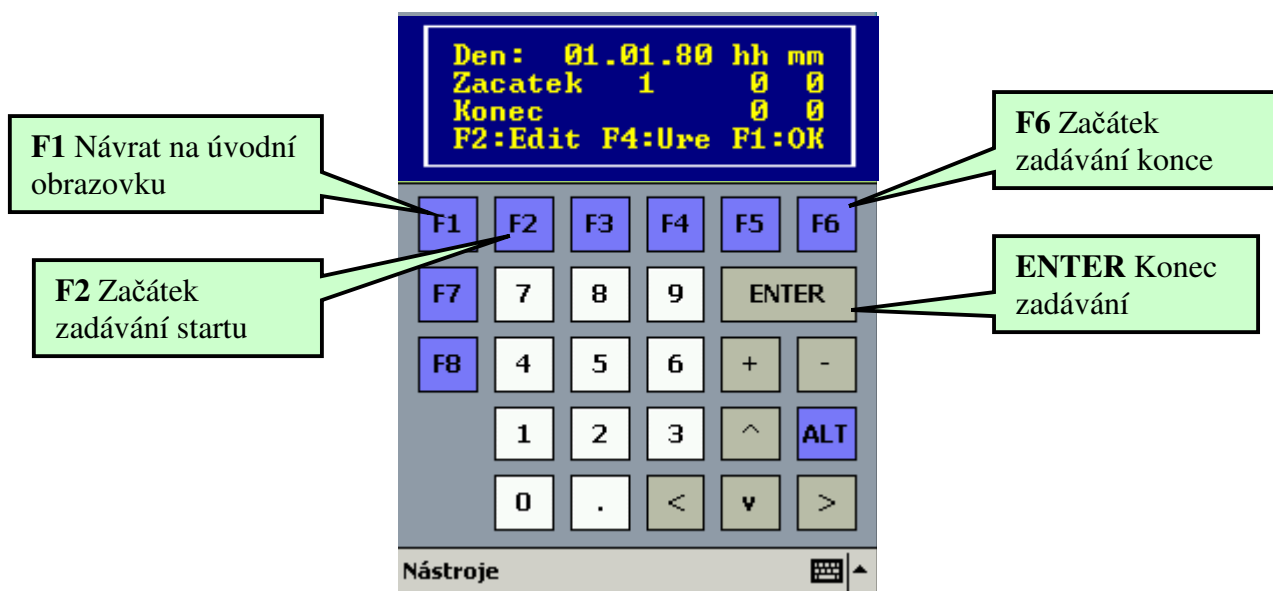 Den: 01.01.80 hh mm
Zacatek 1 0 0
Konec 0 0
F2:Edit F4:Ure F1:OK
F1 Návrat na úvodní
obrazovku
F6 Začátek
zadávání konce
F2 Začátek
zadávání startu
ENTER Konec
zadávání
F1 F2 F3 F4 F5 F6
F7 7 8 9 ENTER
F8 4 5 6 + -
1 2 3 ^ ALT
0 . < v >
Nástroje